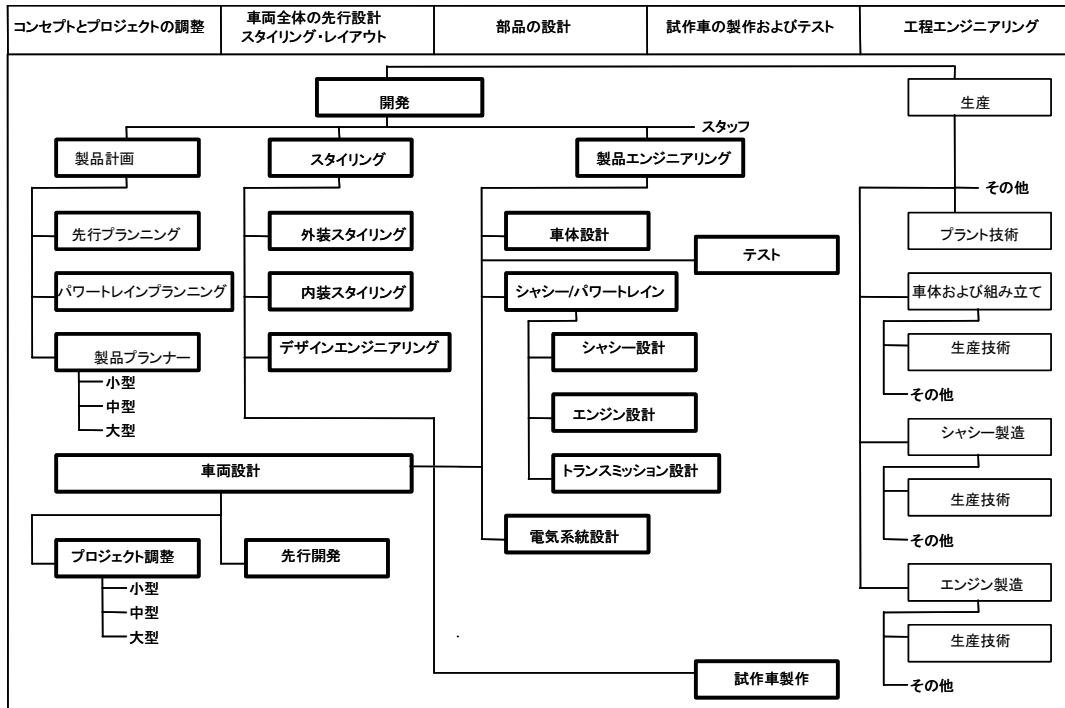 コンセプトとプロジェクトの調整
車両全体の先行設計
スタイリング・レイアウト
部品の設計
試作車の製作およびテスト
工程エンジニアリング
開発
生産
スタッフ
製品計画
スタイリング
製品エンジニアリング
その他
先行プランニング
外装スタイリング
車体設計
プラント技術
テスト
パワートレインプランニング
内装スタイリング
シャシー/パワートレイン
車体および組み立て
製品プランナー
デザインエンジニアリング
シャシー設計
生産技術
小型
中型
大型
その他
エンジン設計
シャシー製造
車両設計
トランスミッション設計
生産技術
電気系統設計
その他
プロジェクト調整
先行開発
エンジン製造
小型
中型
大型
生産技術
試作車製作
その他